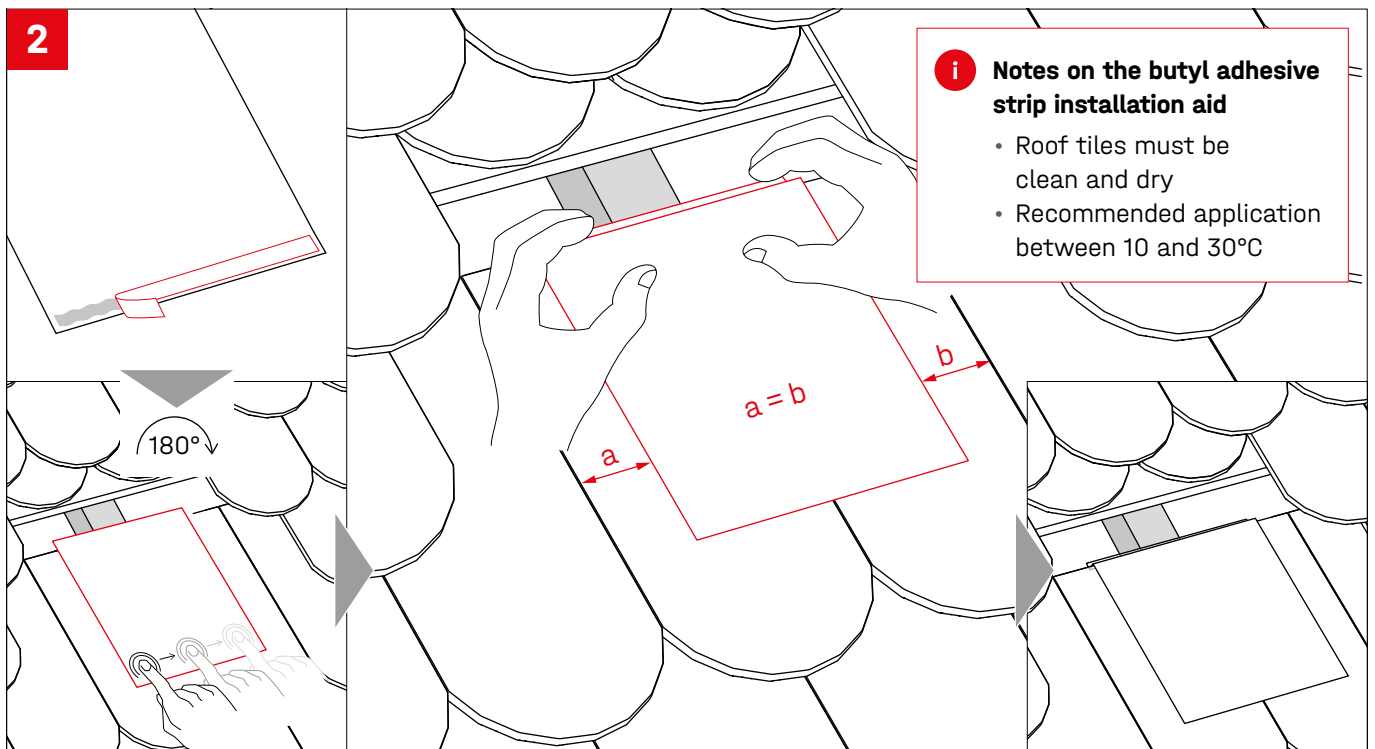 2
180°
a
a = b
b
i
Notes on the butyl adhesive
strip installation aid
• Roof tiles must be
clean and dry
• Recommended application
between 10 and 30°C